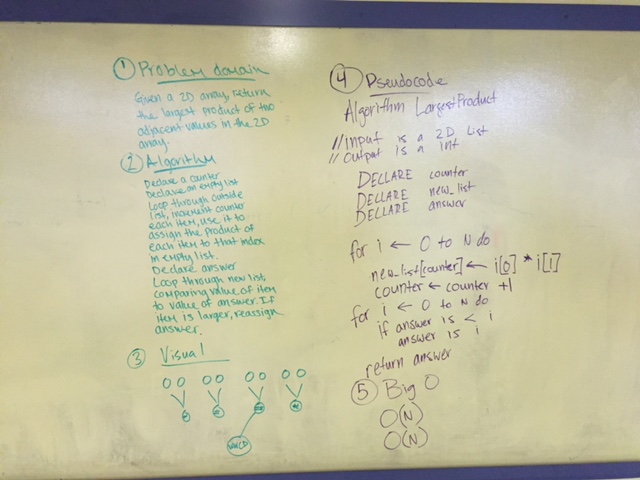 ① Problem domain
Given a 2D array, return
the largest product of two
adjacent values in the 2D
array.
② Algorithm
Declare a counter
Declare an empty list
Loop through outside
list, increment counter
each item, use it to
assign the product of
each item to that index
in empty list.
Declare answer
Loop through new list,
comparing value of item
to value of answer. If
item is larger, reassign
answer.
③ Visual
④ Pseudocode
Algorithm LargestProduct
// input is a 2D list
// output is a int
DECLARE counter
DECLARE new_list
DECLARE answer
for i ← 0 to N do
new_list[counter] ← i[0] * i[1]
counter ← counter +1
for i ← 0 to N do
if answer is < i
answer is i
return answer
⑤ Big O
O(N)
O(N)